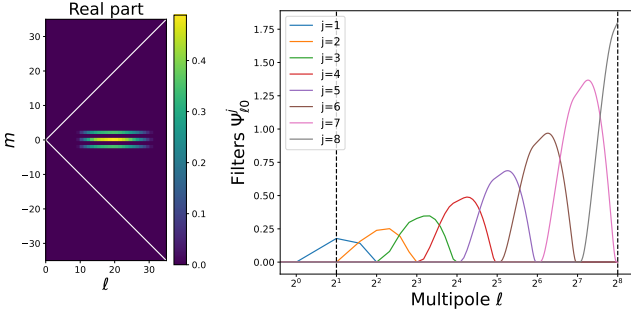 Real part
m
30
20
10
0
−10
−20
−30
0
10
20
30
ℓ
0.4
0.3
0.2
0.1
0.0
Filters Ψ^j_ℓ0
1.75
1.50
1.25
1.00
0.75
0.50
0.25
0.00
j=1
j=2
j=3
j=4
j=5
j=6
j=7
j=8
2^0
2^1
2^2
2^3
2^4
2^5
2^6
2^7
2^8
Multipole ℓ